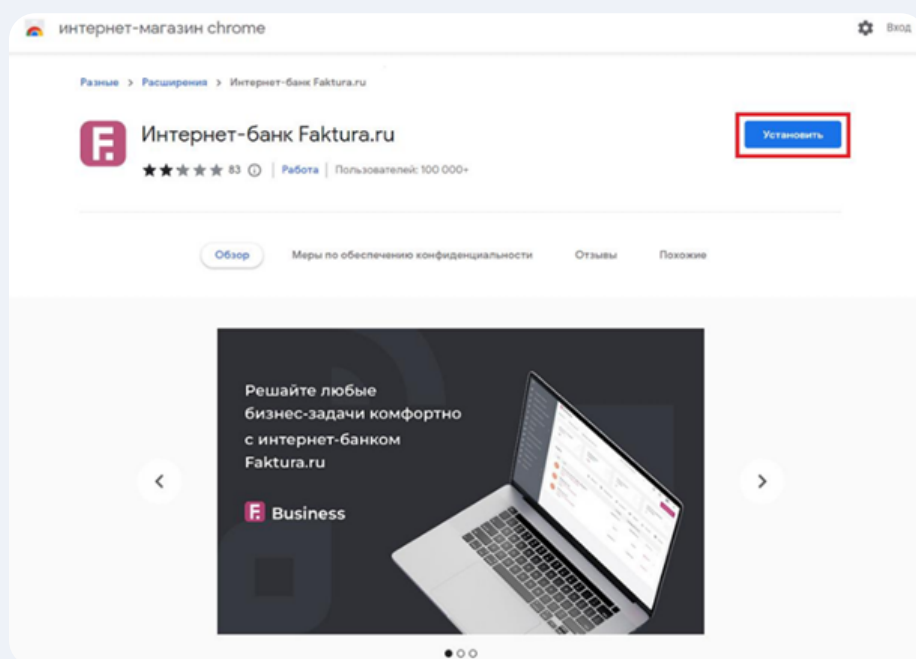 интернет-магазин chrome
Вход
Разные > Расширения > Интернет-банк Faktura.ru
F.
Интернет-банк Faktura.ru
Установить
83 | Работа | Пользователей: 100 000+
Обзор Меры по обеспечению конфиденциальности Отзывы Похожие
Решайте любые
бизнес-задачи комфортно
с интернет-банком
Faktura.ru
F. Business